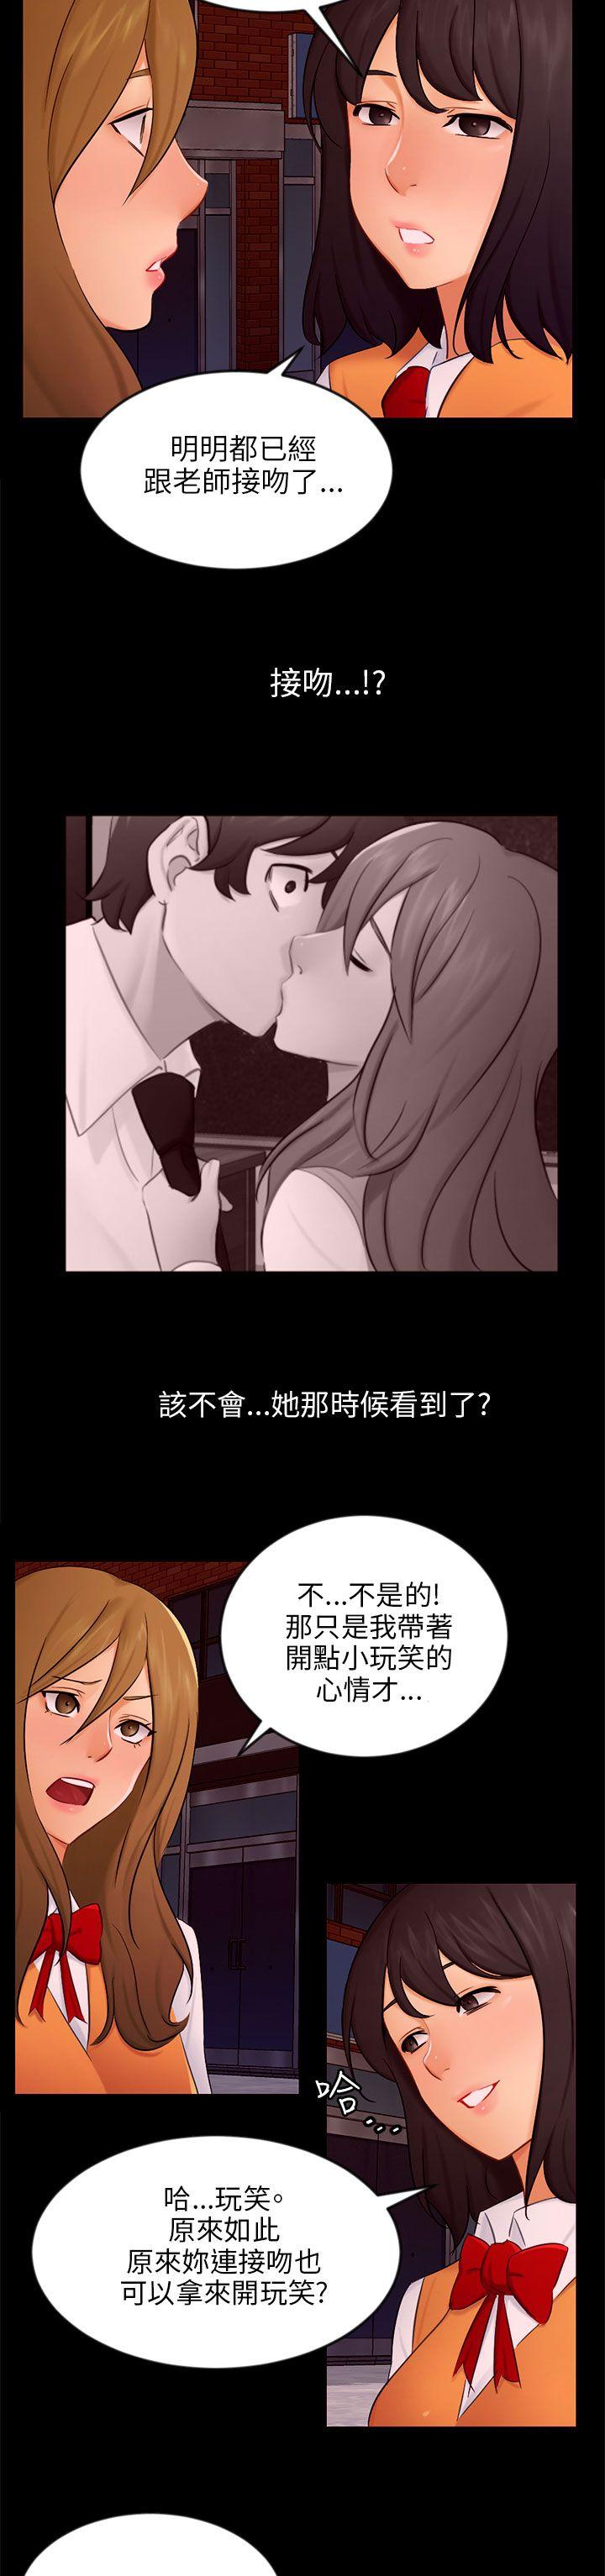 明明都已經
跟老師接吻了...
接吻...!?
該不會...她那時候看到了?
不...不是的!
那只是我帶著
開點小玩笑的
心情才...
哈...
哈...玩笑。
原來如此
原來妳連接吻也
可以拿來開玩笑?